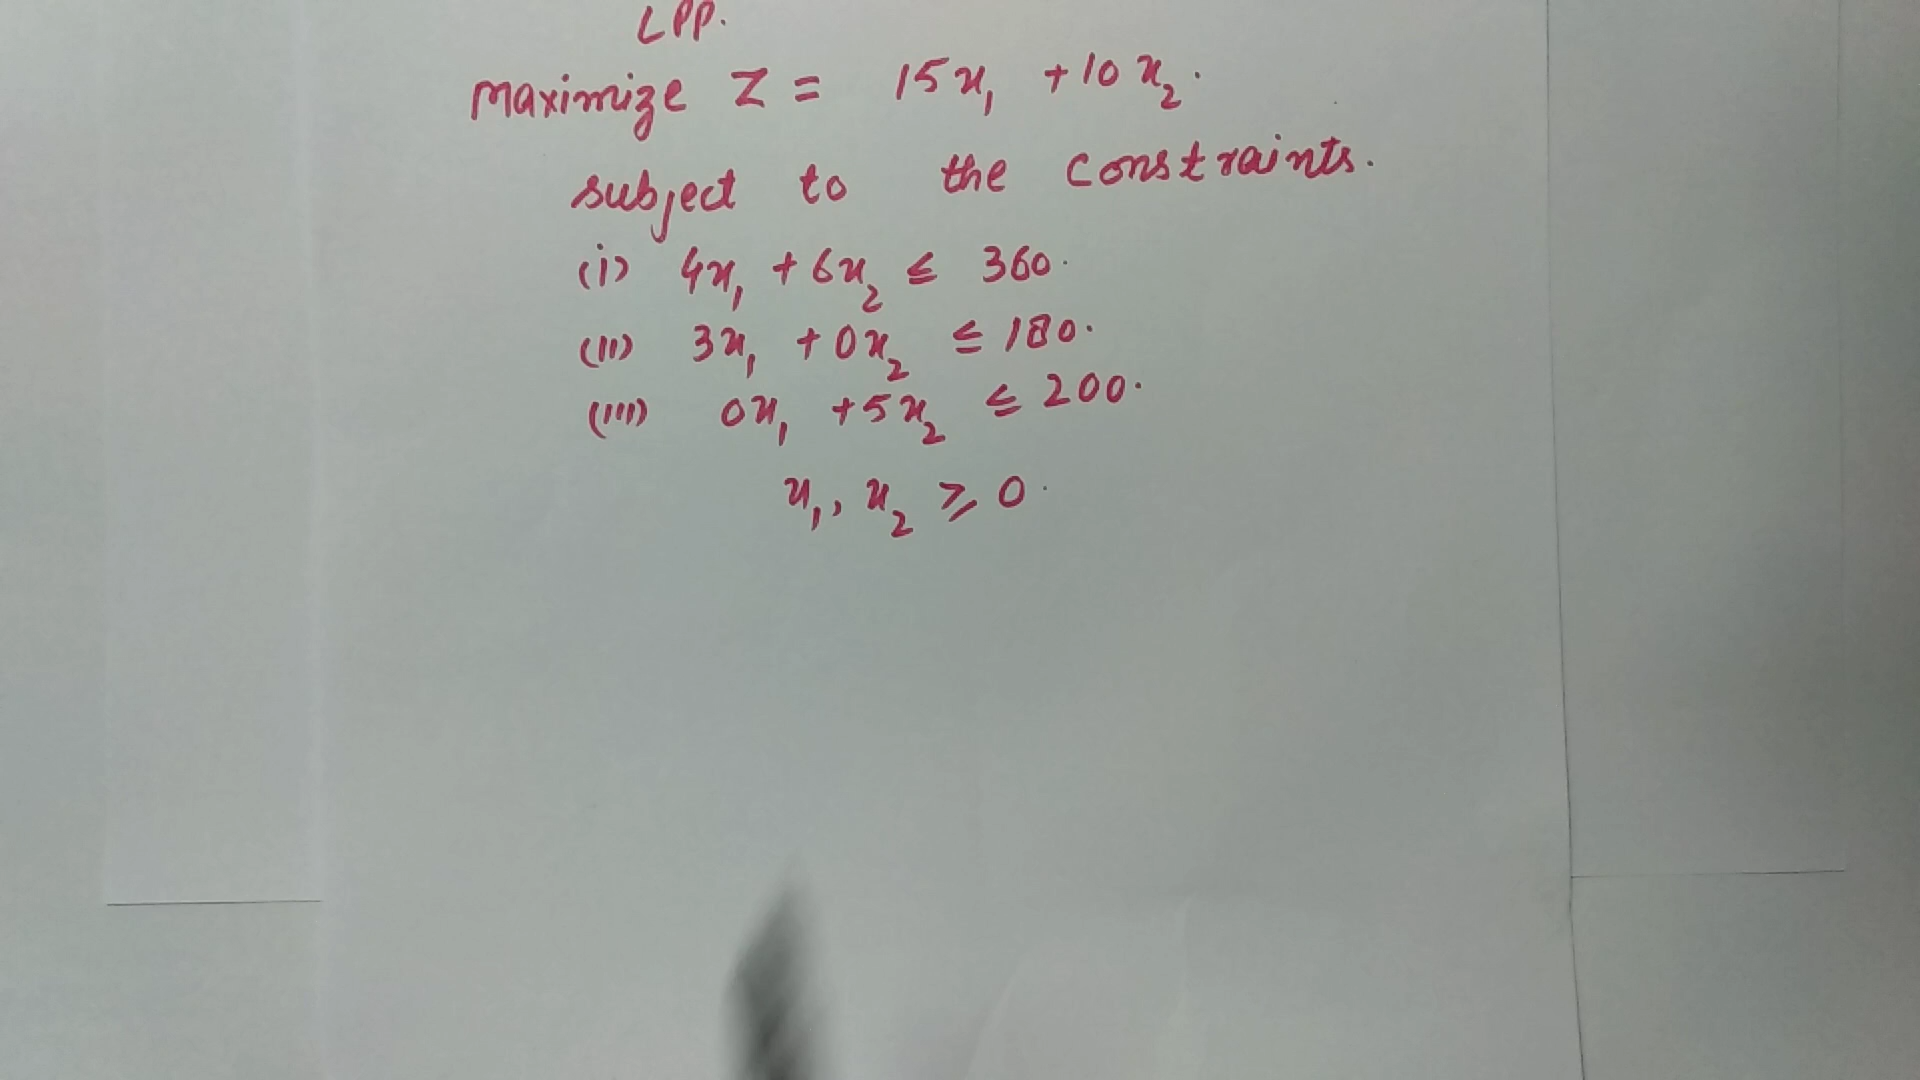 LPP.
Maximize Z = 15x₁ + 10x₂.
subject to the constraints.
(i) 4x₁ + 6x₂ ≤ 360.
(ii) 3x₁ + 0x₂ ≤ 180.
(iii) 0x₁ + 5x₂ ≤ 200.
x₁, x₂ ≥ 0.